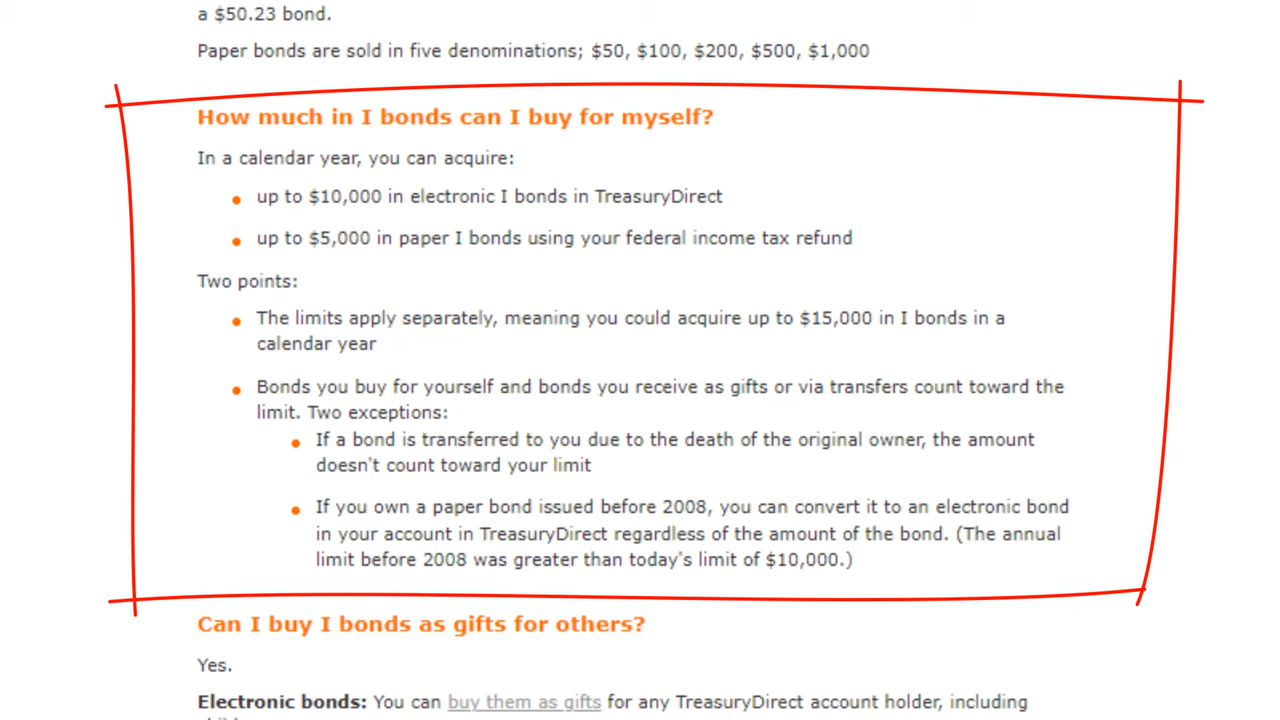 a $50.23 bond.
Paper bonds are sold in five denominations; $50, $100, $200, $500, $1,000
How much in I bonds can I buy for myself?
In a calendar year, you can acquire:
up to $10,000 in electronic I bonds in TreasuryDirect
up to $5,000 in paper I bonds using your federal income tax refund
Two points:
The limits apply separately, meaning you could acquire up to $15,000 in I bonds in a
calendar year
Bonds you buy for yourself and bonds you receive as gifts or via transfers count toward the
limit. Two exceptions:
If a bond is transferred to you due to the death of the original owner, the amount
doesn't count toward your limit
If you own a paper bond issued before 2008, you can convert it to an electronic bond
in your account in TreasuryDirect regardless of the amount of the bond. (The annual
limit before 2008 was greater than today's limit of $10,000.)
Can I buy I bonds as gifts for others?
Yes.
Electronic bonds: You can buy them as gifts for any TreasuryDirect account holder, including